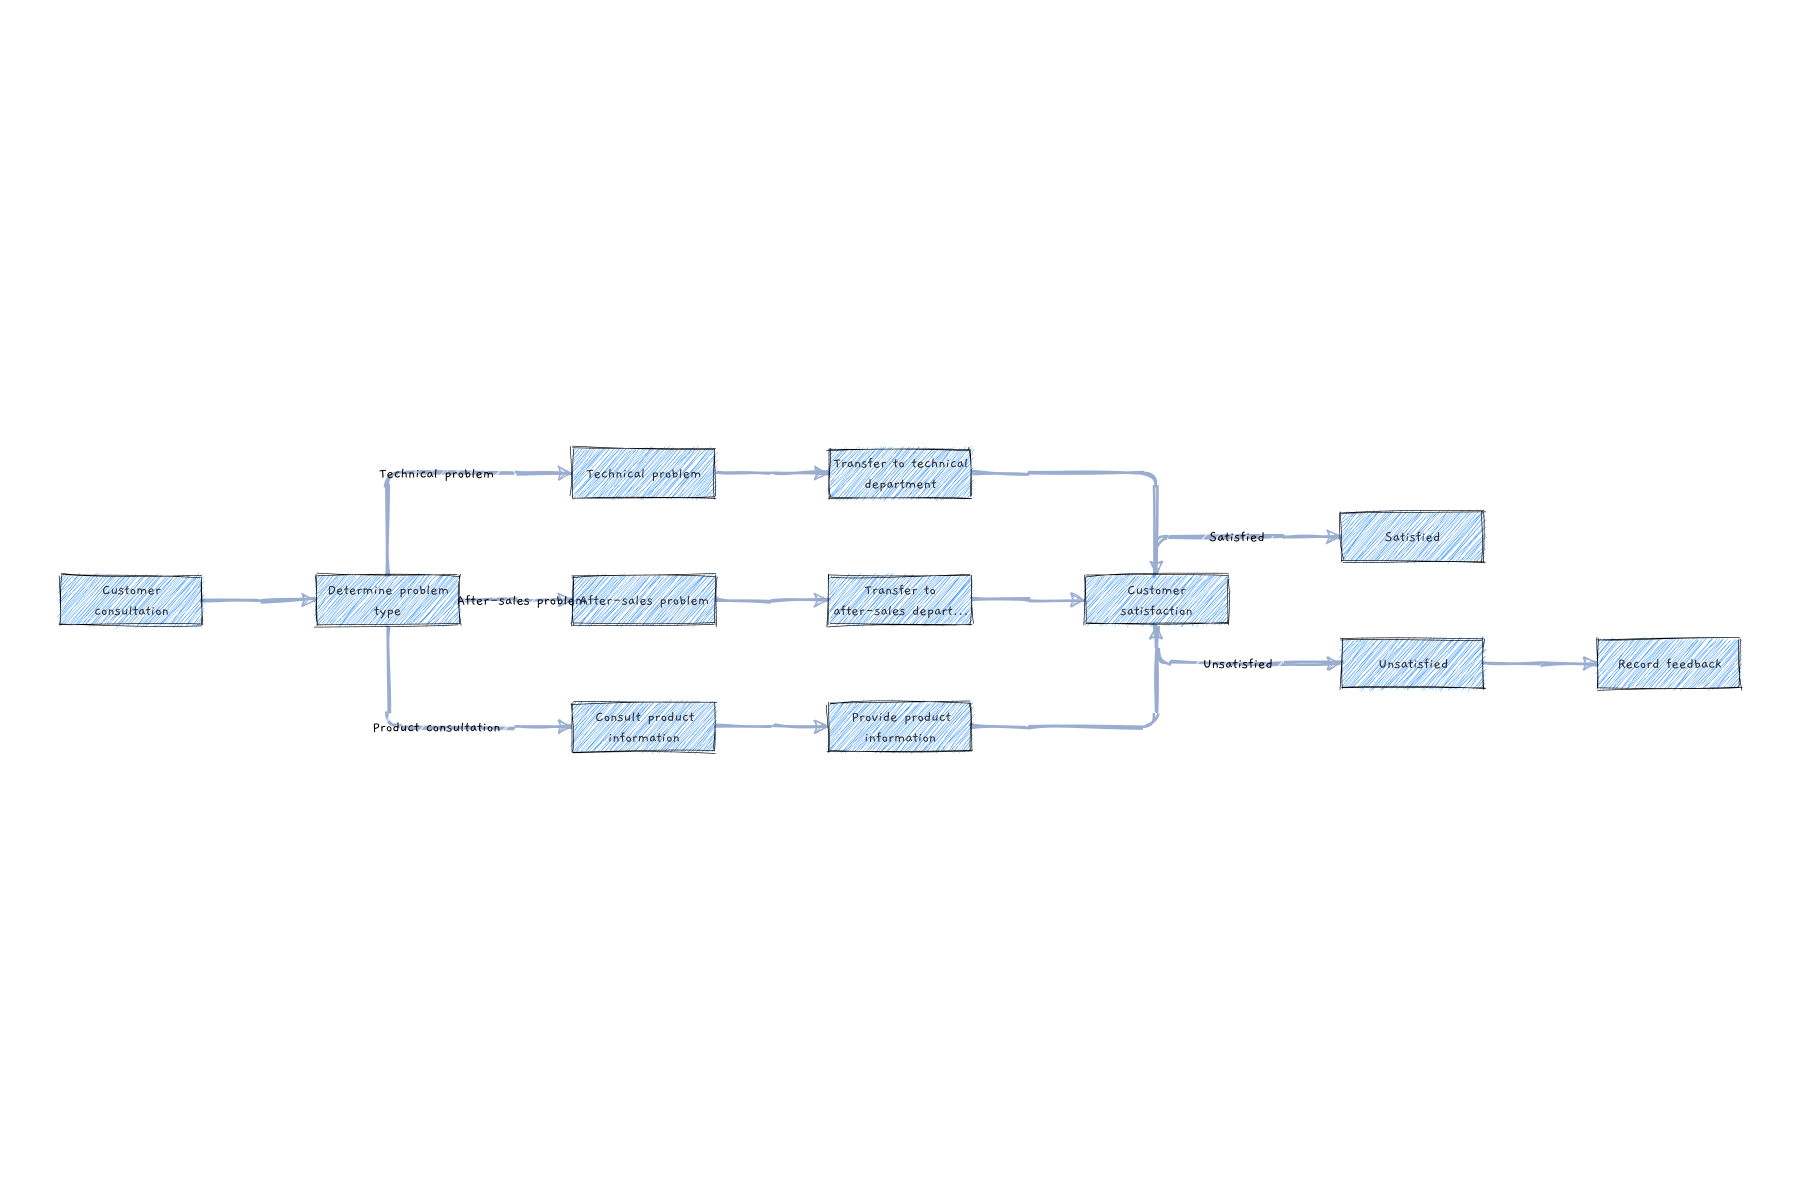 Technical problem
Technical problem
Transfer to technical
department
Satisfied
Satisfied
Customer
consultation
Determine problem
type
After-sales problem
After-sales problem
Transfer to
after-sales depart...
Customer
satisfaction
Unsatisfied
Unsatisfied
Record feedback
Product consultation
Consult product
information
Provide product
information